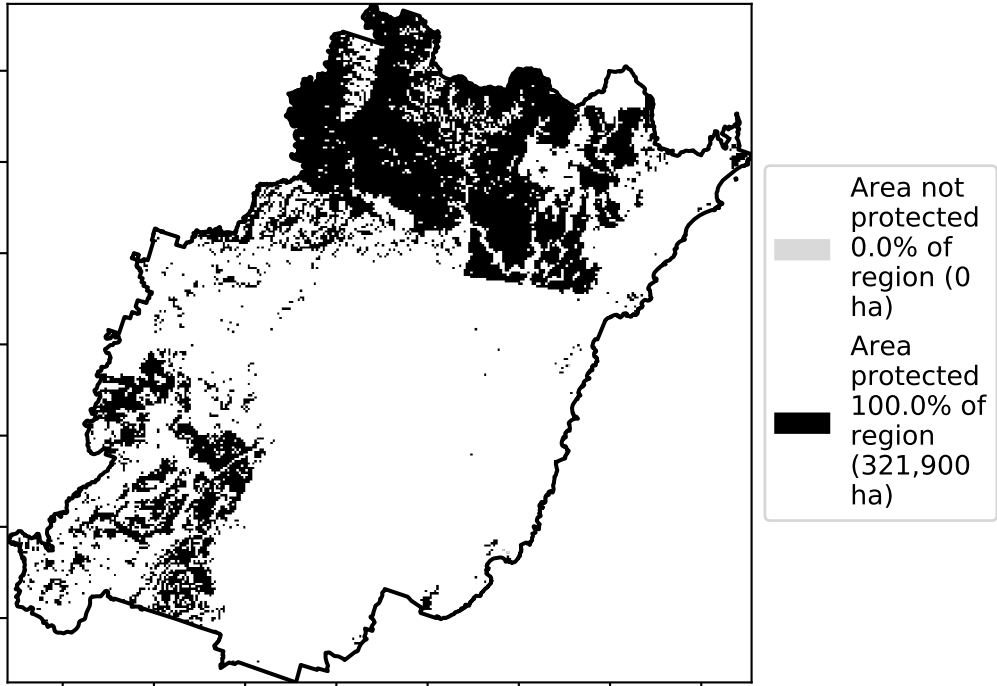 Area not
protected
0.0% of
region (0
ha)
Area
protected
100.0% of
region
(321,900
ha)